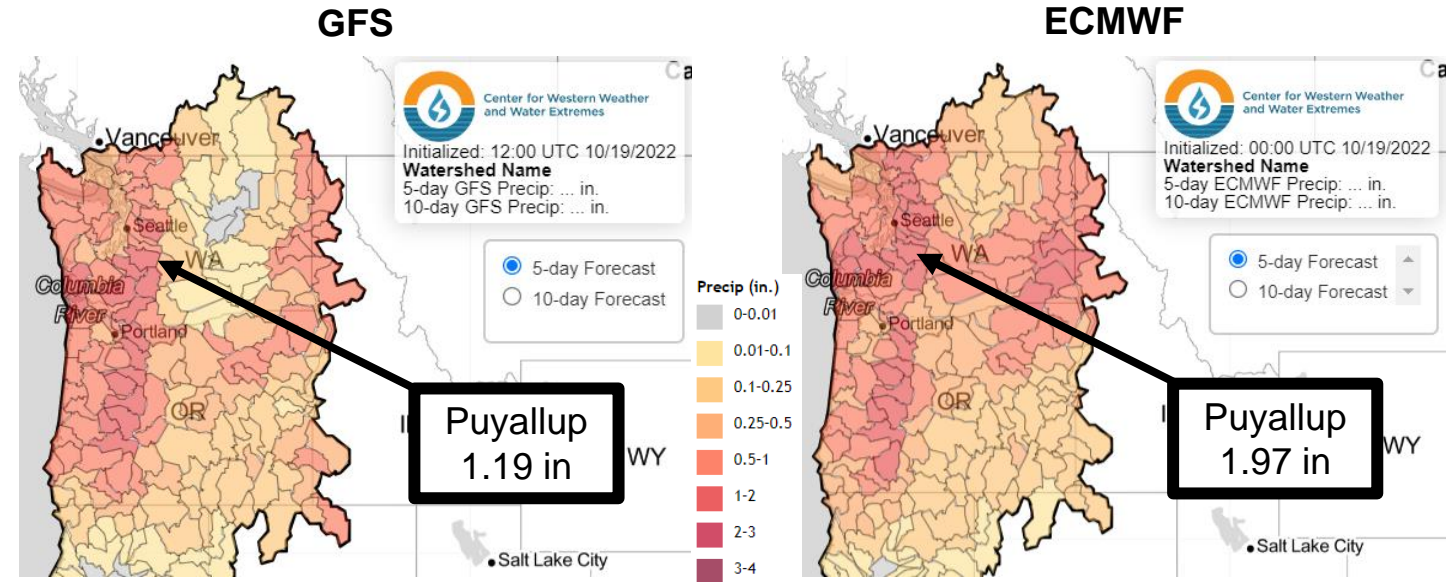 GFS
Ca
Center for Western Weather
and Water Extremes
Initialized: 12:00 UTC 10/19/2022
Watershed Name
5-day GFS Precip: ... in.
10-day GFS Precip: ... in.
Vancouver
Seattle
WA
Columbia
River
Portland
OR
WY
Salt Lake City
5-day Forecast
10-day Forecast
Puyallup
1.19 in
Precip (in.)
0-0.01
0.01-0.1
0.1-0.25
0.25-0.5
0.5-1
1-2
2-3
3-4
ECMWF
Ca
Center for Western Weather
and Water Extremes
Initialized: 00:00 UTC 10/19/2022
Watershed Name
5-day ECMWF Precip: ... in.
10-day ECMWF Precip: ... in.
Vancouver
Seattle
WA
Columbia
River
Portland
OR
WY
Salt Lake City
5-day Forecast
10-day Forecast
Puyallup
1.97 in